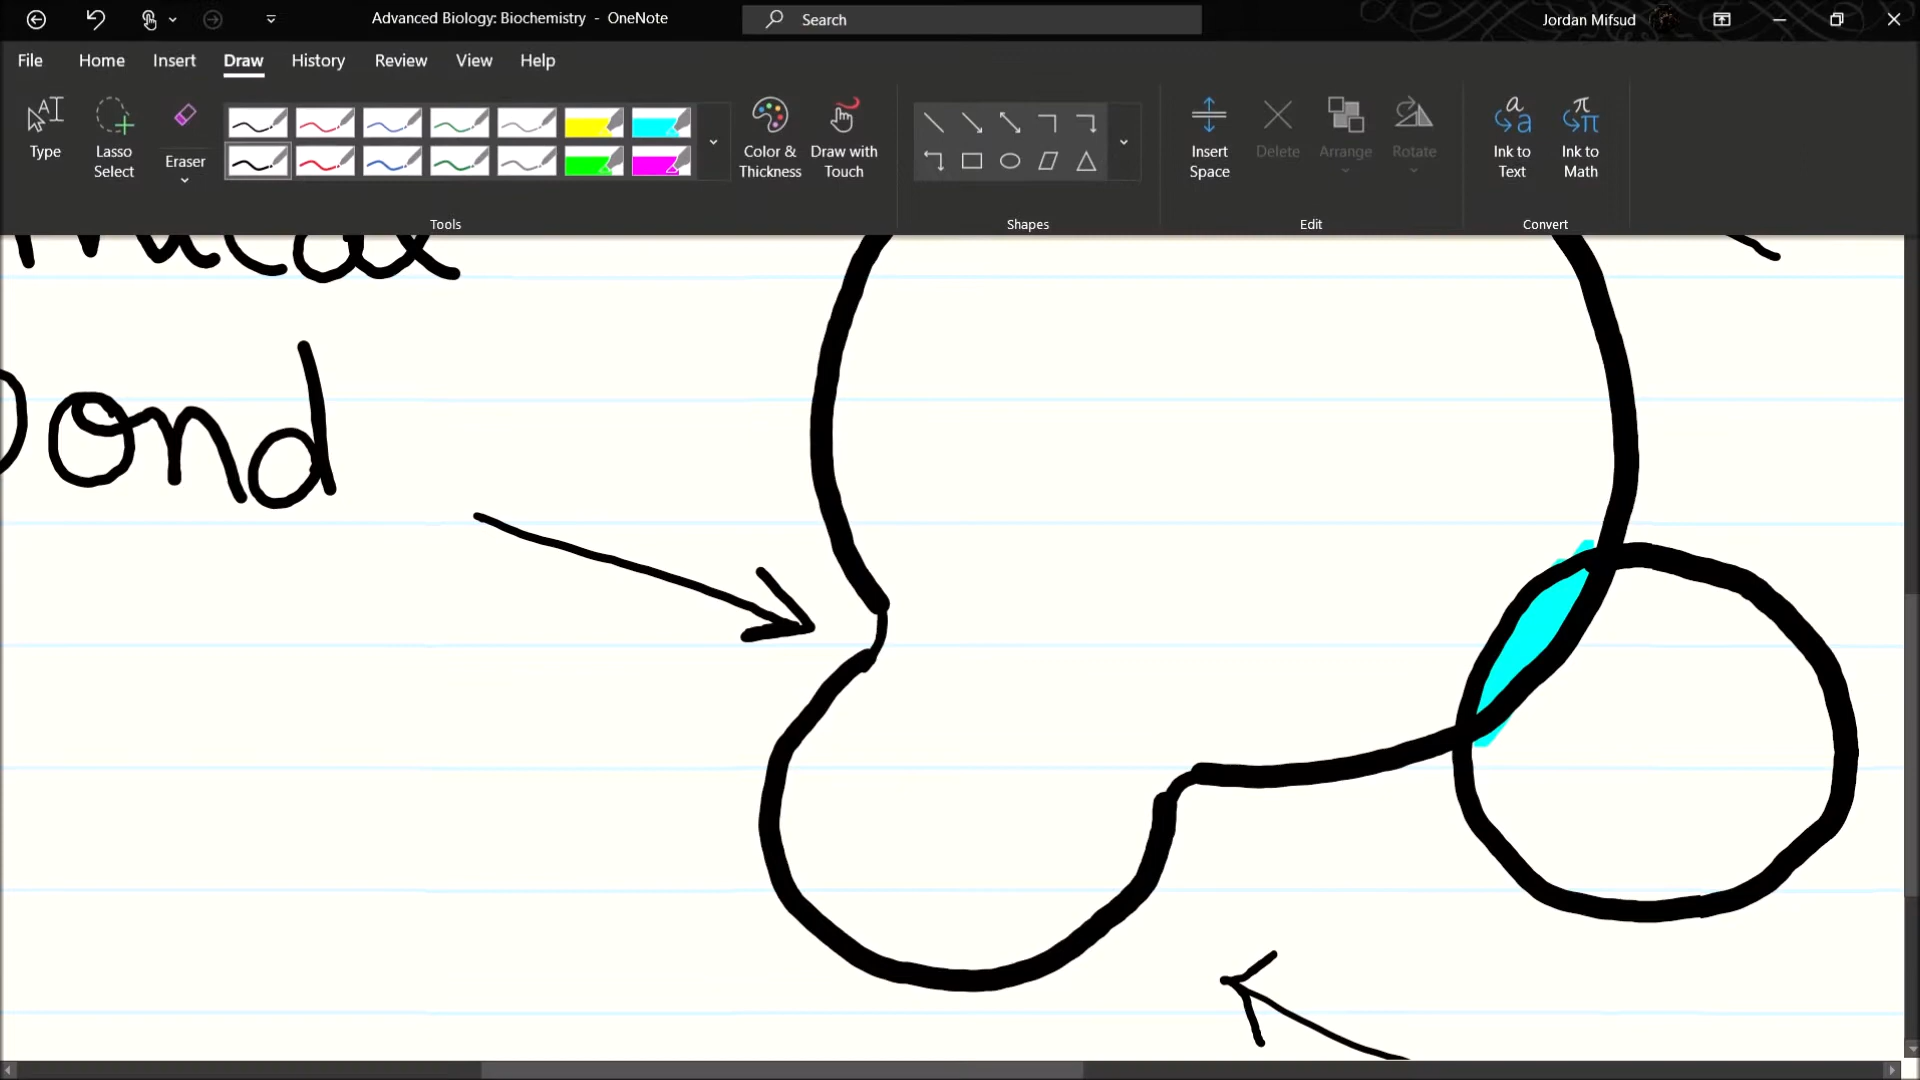 Advanced Biology: Biochemistry - OneNote
Search
Jordan Mifsud
File Home Insert Draw History Review View Help
Type
Lasso Select
Eraser
Color & Thickness
Draw with Touch
Insert Space
Delete
Arrange
Rotate
Ink to Text
Ink to Math
Tools
Shapes
Edit
Convert
ond